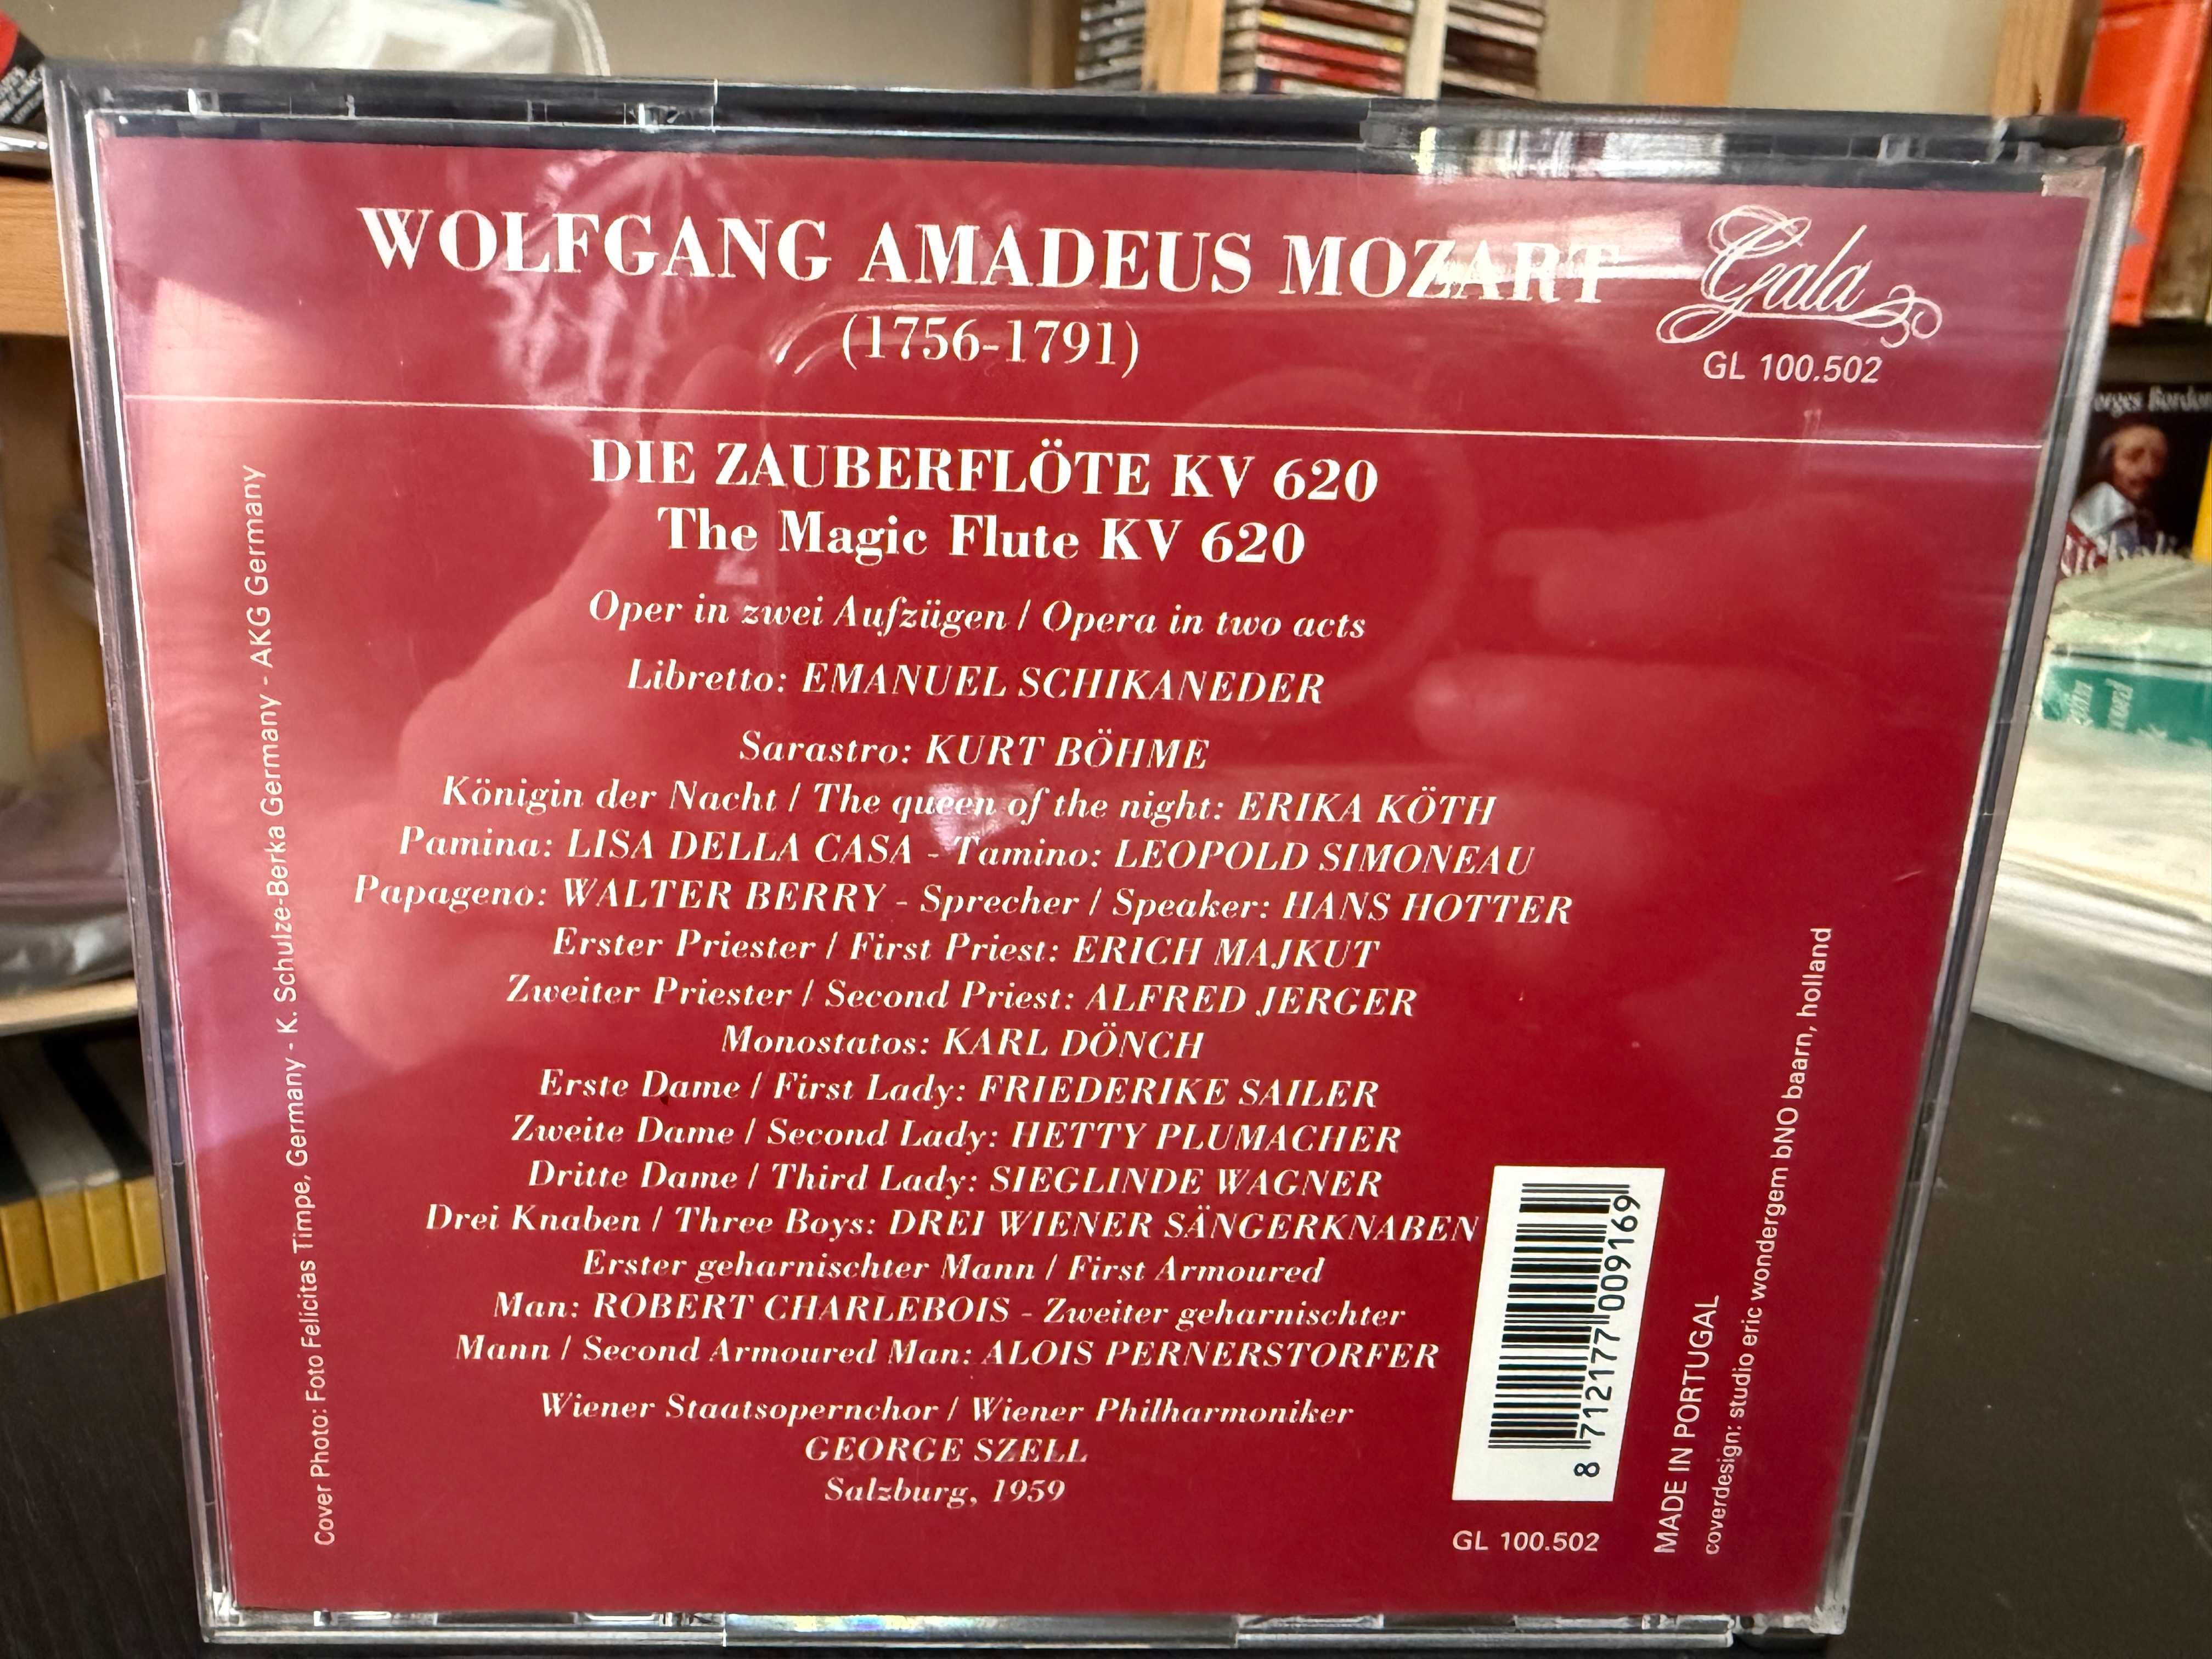 WOLFGANG AMADEUS MOZART
(1756-1791)
Gala
GL 100.502
DIE ZAUBERFLÖTE KV 620
The Magic Flute KV 620
Oper in zwei Aufzügen / Opera in two acts
Libretto: EMANUEL SCHIKANEDER
Sarastro: KURT BÖHME
Königin der Nacht / The queen of the night: ERIKA KÖTH
Pamina: LISA DELLA CASA - Tamino: LEOPOLD SIMONEAU
Papageno: WALTER BERRY - Sprecher / Speaker: HANS HOTTER
Erster Priester / First Priest: ERICH MAJKUT
Zweiter Priester / Second Priest: ALFRED JERGER
Monostatos: KARL DÖNCH
Erste Dame / First Lady: FRIEDERIKE SAILER
Zweite Dame / Second Lady: HETTY PLUMACHER
Dritte Dame / Third Lady: SIEGLINDE WAGNER
Drei Knaben / Three Boys: DREI WIENER SÄNGERKNABEN
Erster geharnischter Mann / First Armoured
Man: ROBERT CHARLEBOIS - Zweiter geharnischter
Mann / Second Armoured Man: ALOIS PERNERSTORFER
Wiener Staatsopernchor / Wiener Philharmoniker
GEORGE SZELL
Salzburg, 1959
Cover Photo: Foto Felicitas Timpe, Germany - K. Schulze-Berka Germany - AKG Germany
8 712177 009169
GL 100.502
MADE IN PORTUGAL
coverdesign: studio eric wondergem bNO baarn, holland